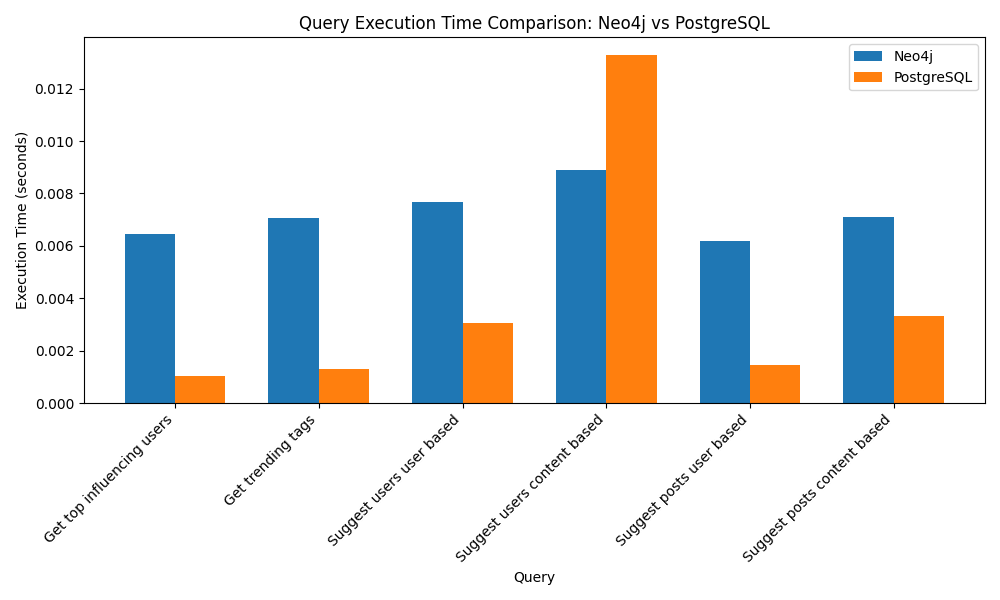 Query Execution Time Comparison: Neo4j vs PostgreSQL
Neo4j
PostgreSQL
Execution Time (seconds)
0.012
0.010
0.008
0.006
0.004
0.002
0.000
Get top influencing users
Get trending tags
Suggest users user based
Suggest users content based
Suggest posts user based
Suggest posts content based
Query